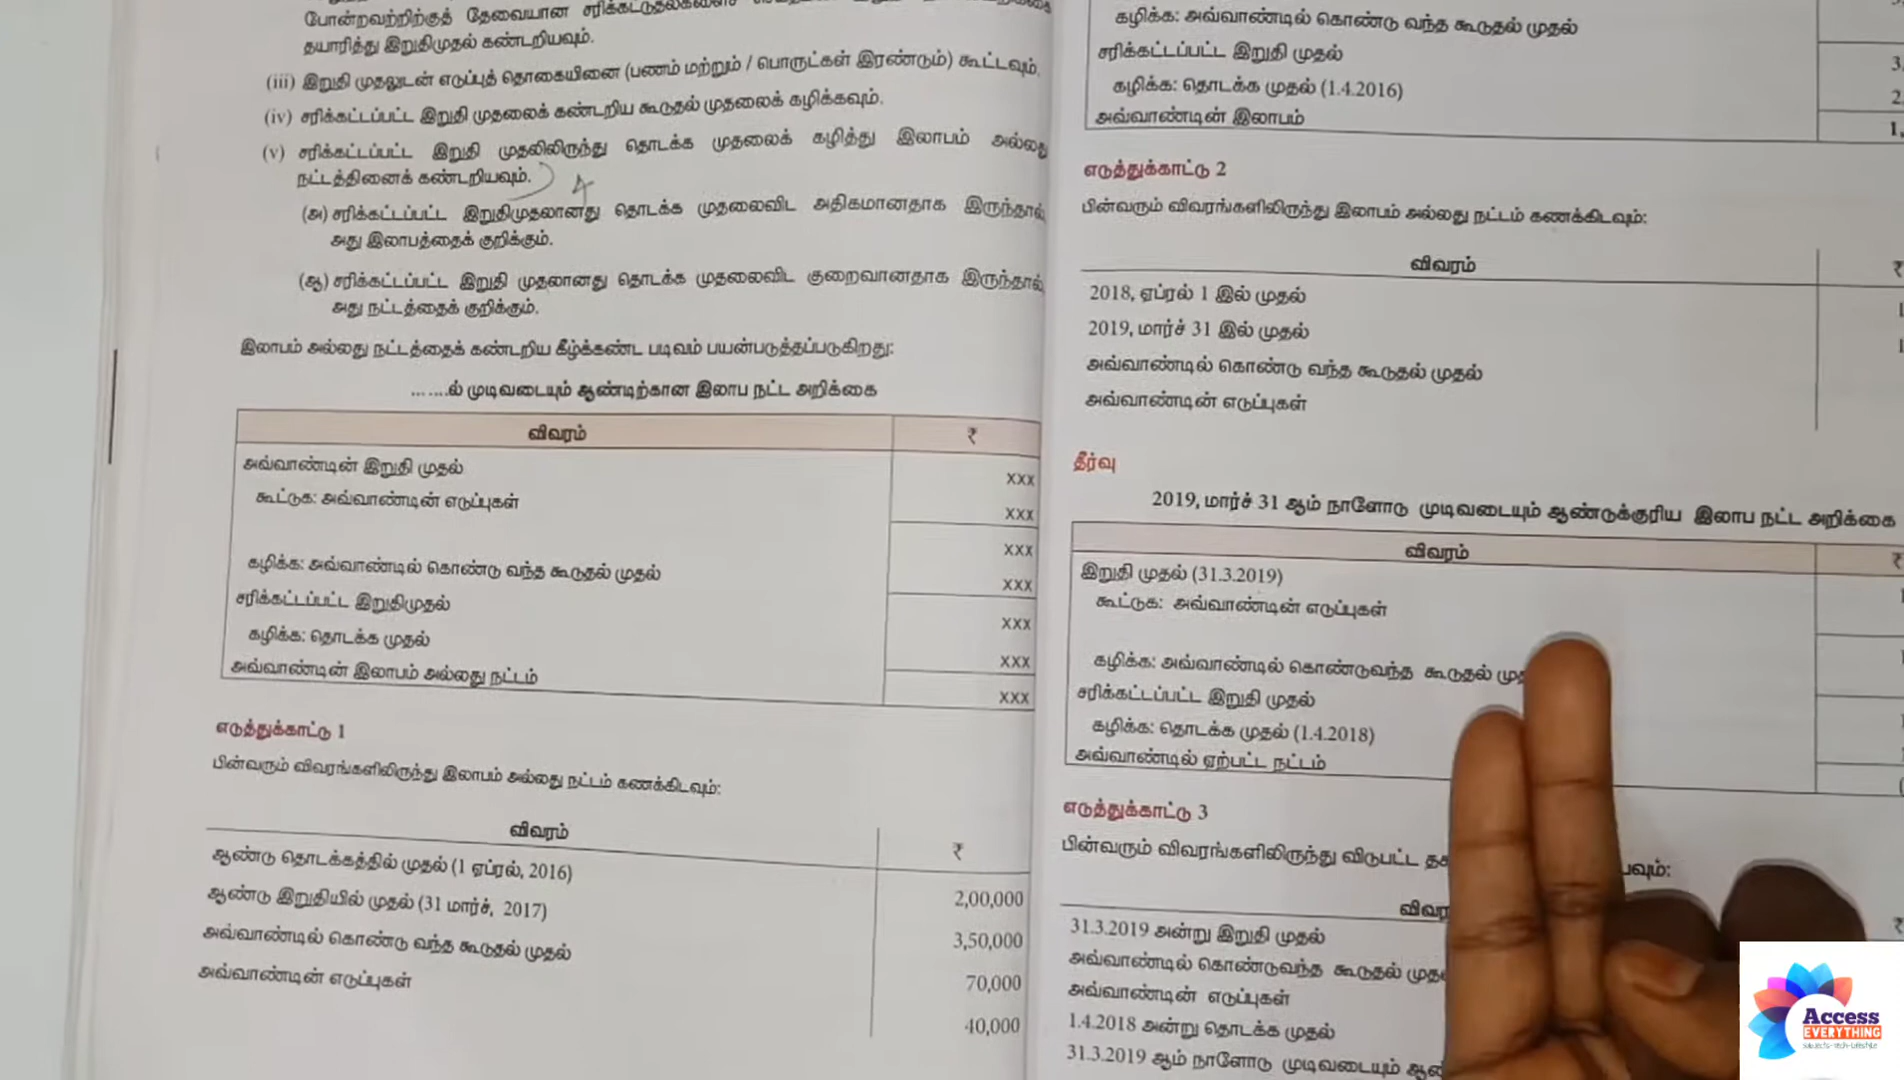 போன்றவற்றிற்குத் தேவையான சரிக்கட்டுதல்களைச்
தயாரித்து இறுதிமுதல் கண்டறியவும்.
(iii) இறுதி முதலுடன் எடுப்புத் தொகையினை (பணம் மற்றும் / பொருட்கள் இரண்டும்) கூட்டவும்.
(iv) சரிக்கட்டப்பட்ட இறுதி முதலைக் கண்டறிய கூடுதல் முதலைக் கழிக்கவும்.
(v) சரிக்கட்டப்பட்ட இறுதி முதலிலிருந்து தொடக்க முதலைக் கழித்து இலாபம் அல்லது
நட்டத்தினைக் கண்டறியவும்.
(அ) சரிக்கட்டப்பட்ட இறுதிமுதலானது தொடக்க முதலைவிட அதிகமானதாக இருந்தால்
அது இலாபத்தைக் குறிக்கும்.
(ஆ) சரிக்கட்டப்பட்ட இறுதி முதலானது தொடக்க முதலைவிட குறைவானதாக இருந்தால்
அது நட்டத்தைக் குறிக்கும்.
இலாபம் அல்லது நட்டத்தைக் கண்டறிய கீழ்க்கண்ட படிவம் பயன்படுத்தப்படுகிறது:
.......ல் முடிவடையும் ஆண்டிற்கான இலாப நட்ட அறிக்கை
விவரம் ₹
அவ்வாண்டின் இறுதி முதல் xxx
கூட்டுக: அவ்வாண்டின் எடுப்புகள் xxx
xxx
கழிக்க: அவ்வாண்டில் கொண்டு வந்த கூடுதல் முதல் xxx
சரிக்கட்டப்பட்ட இறுதிமுதல் xxx
கழிக்க: தொடக்க முதல் xxx
அவ்வாண்டின் இலாபம் அல்லது நட்டம் xxx
எடுத்துக்காட்டு 1
பின்வரும் விவரங்களிலிருந்து இலாபம் அல்லது நட்டம் கணக்கிடவும்:
விவரம் ₹
ஆண்டு தொடக்கத்தில் முதல் (1 ஏப்ரல், 2016) 2,00,000
ஆண்டு இறுதியில் முதல் (31 மார்ச், 2017) 3,50,000
அவ்வாண்டில் கொண்டு வந்த கூடுதல் முதல் 70,000
அவ்வாண்டின் எடுப்புகள் 40,000
கழிக்க: அவ்வாண்டில் கொண்டு வந்த கூடுதல் முதல்
சரிக்கட்டப்பட்ட இறுதி முதல் 3,
கழிக்க: தொடக்க முதல் (1.4.2016) 2,
அவ்வாண்டின் இலாபம் 1,
எடுத்துக்காட்டு 2
பின்வரும் விவரங்களிலிருந்து இலாபம் அல்லது நட்டம் கணக்கிடவும்:
விவரம் ₹
2018, ஏப்ரல் 1 இல் முதல் 1
2019, மார்ச் 31 இல் முதல் 1
அவ்வாண்டில் கொண்டு வந்த கூடுதல் முதல்
அவ்வாண்டின் எடுப்புகள்
தீர்வு
2019, மார்ச் 31 ஆம் நாளோடு முடிவடையும் ஆண்டுக்குரிய இலாப நட்ட அறிக்கை
விவரம் ₹
இறுதி முதல் (31.3.2019) 1
கூட்டுக: அவ்வாண்டின் எடுப்புகள்
கழிக்க: அவ்வாண்டில் கொண்டுவந்த கூடுதல்
சரிக்கட்டப்பட்ட இறுதி முதல் 1
கழிக்க: தொடக்க முதல் (1.4.2018) 1
அவ்வாண்டில் ஏற்பட்ட நட்டம் (
எடுத்துக்காட்டு 3
பின்வரும் விவரங்களிலிருந்து விடுபட்ட
₹
31.3.2019 அன்று இறுதி முதல்
அவ்வாண்டில் கொண்டுவந்த கூடுதல்
அவ்வாண்டின் எடுப்புகள்
1.4.2018 அன்று தொடக்க முதல்
31.3.2019 ஆம் நாளோடு முடிவடையும்
Access
EVERYTHING